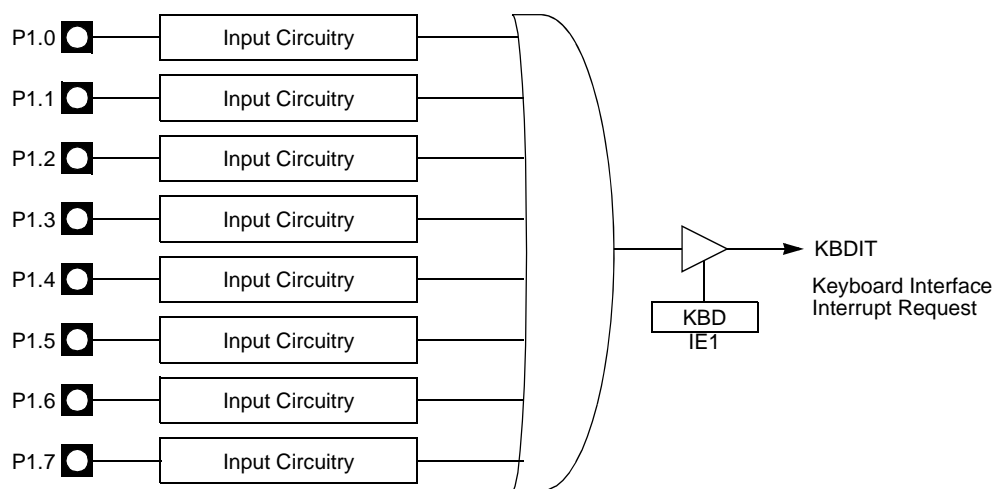 P1.0 Input Circuitry
P1.1 Input Circuitry
P1.2 Input Circuitry
P1.3 Input Circuitry
P1.4 Input Circuitry
P1.5 Input Circuitry
P1.6 Input Circuitry
P1.7 Input Circuitry
KBDIT
Keyboard Interface
Interrupt Request
KBD
IE1